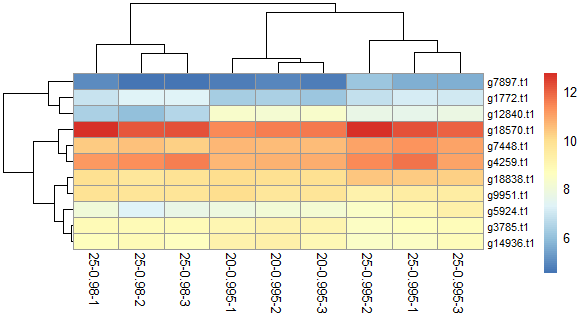 g7897.t1
g1772.t1
g12840.t1
g18570.t1
g7448.t1
g4259.t1
g18838.t1
g9951.t1
g5924.t1
g3785.t1
g14936.t1
12
10
8
6
25-0.98-1
25-0.98-2
25-0.98-3
20-0.995-1
20-0.995-2
20-0.995-3
25-0.995-2
25-0.995-1
25-0.995-3